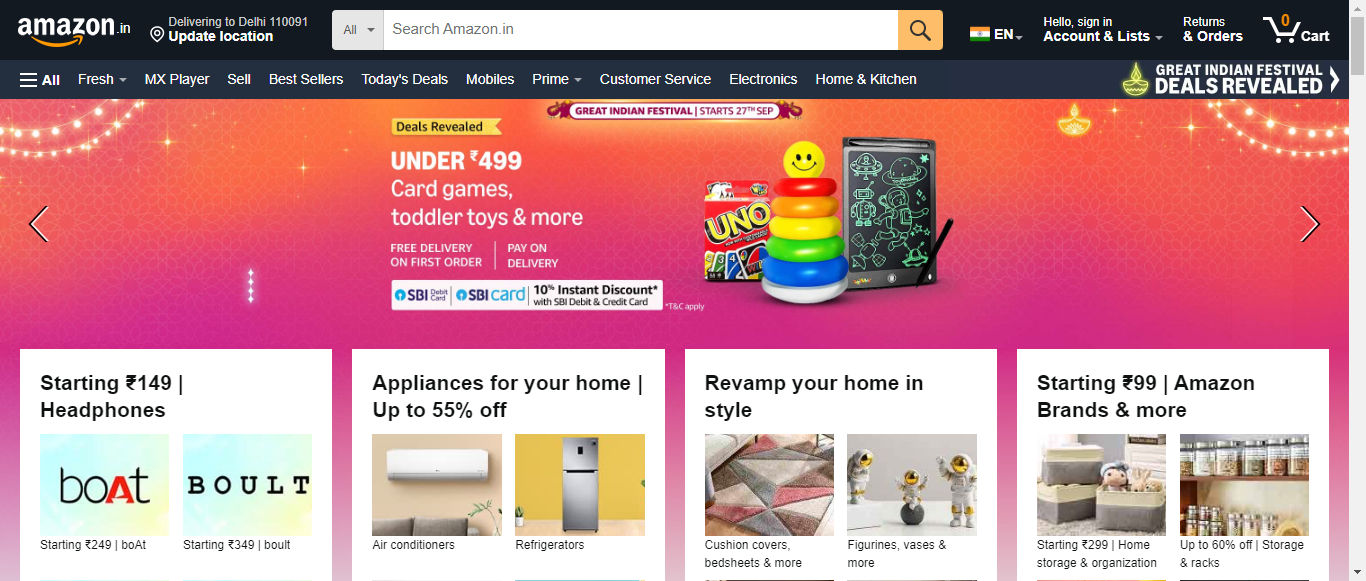 amazon.in
Delivering to Delhi 110091
Update location
All
Search Amazon.in
EN
Hello, sign in
Account & Lists
Returns
& Orders
0
Cart
All
Fresh
MX Player
Sell
Best Sellers
Today's Deals
Mobiles
Prime
Customer Service
Electronics
Home & Kitchen
GREAT INDIAN FESTIVAL
DEALS REVEALED
GREAT INDIAN FESTIVAL | STARTS 27TH SEP
Deals Revealed
UNDER ₹499
Card games,
toddler toys & more
FREE DELIVERY
ON FIRST ORDER
PAY ON
DELIVERY
SBI Debit Card
SBI card
10% Instant Discount*
with SBI Debit & Credit Card
*T&C apply
UNO
Starting ₹149 |
Headphones
boAt
BOULT
Starting ₹249 | boAt
Starting ₹349 | boult
Appliances for your home |
Up to 55% off
Air conditioners
Refrigerators
Revamp your home in
style
Cushion covers,
bedsheets & more
Figurines, vases &
more
Starting ₹99 | Amazon
Brands & more
Starting ₹299 | Home
storage & organization
Up to 60% off | Storage
& racks